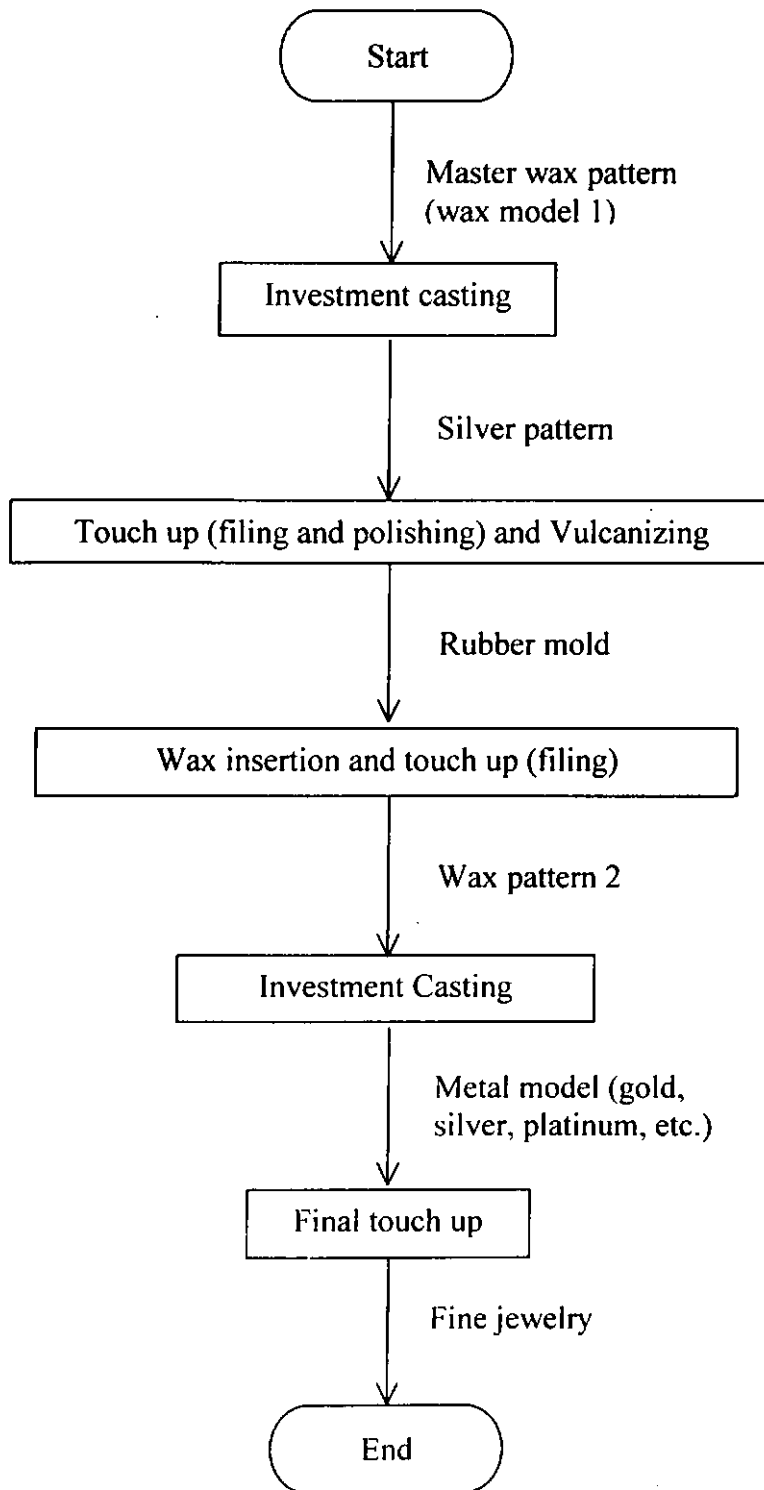 Start
Master wax pattern
(wax model 1)
Investment casting
Silver pattern
Touch up (filing and polishing) and Vulcanizing
Rubber mold
Wax insertion and touch up (filing)
Wax pattern 2
Investment Casting
Metal model (gold,
silver, platinum, etc.)
Final touch up
Fine jewelry
End